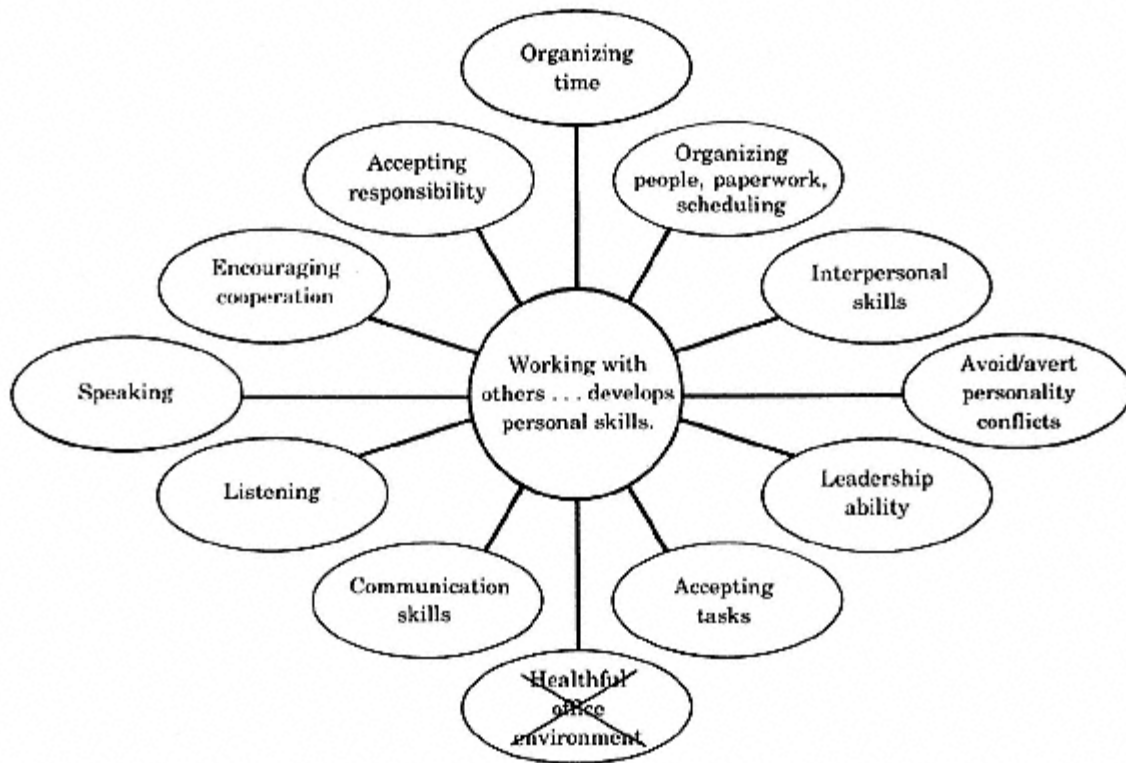 Organizing
time
Accepting
responsibility
Organizing
people, paperwork,
scheduling
Encouraging
cooperation
Interpersonal
skills
Speaking
Working with
others . . . develops
personal skills.
Avoid/avert
personality
conflicts
Listening
Leadership
ability
Communication
skills
Accepting
tasks
Healthful
office
environment